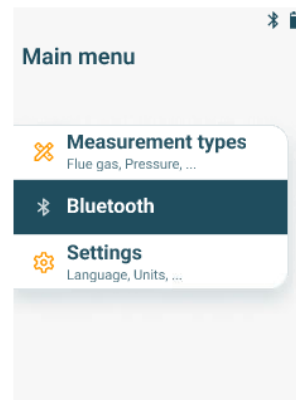 Main menu
Measurement types
Flue gas, Pressure, ...
Bluetooth
Settings
Language, Units, ...